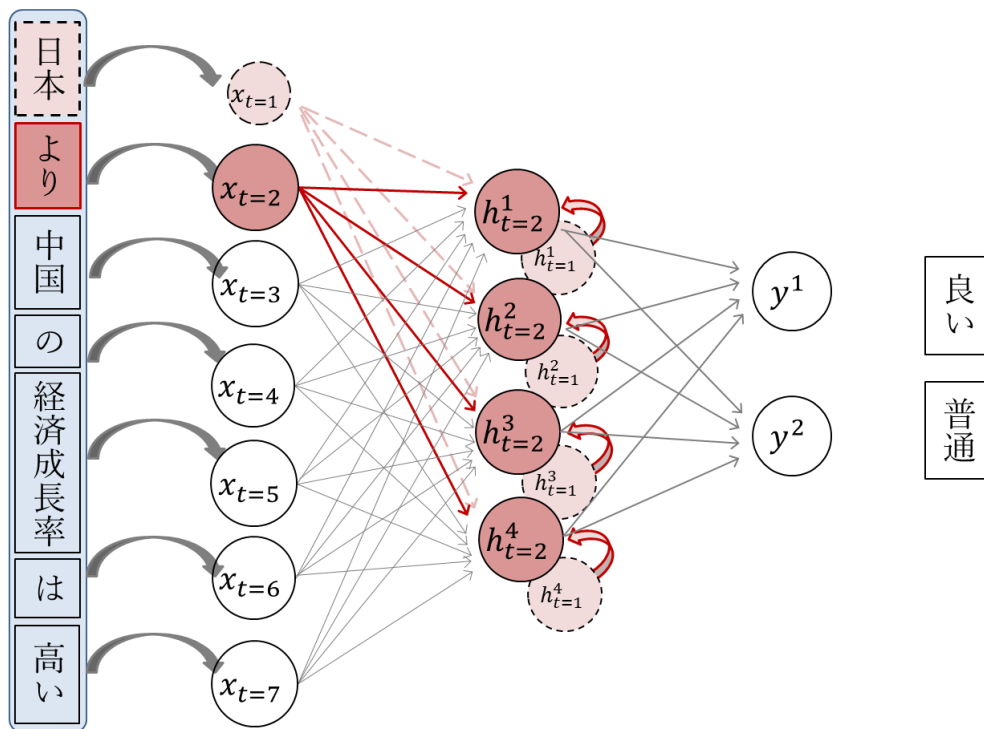 日本
より
中国
の
経済成長率
は
高い
x_{t=1}
x_{t=2}
x_{t=3}
x_{t=4}
x_{t=5}
x_{t=6}
x_{t=7}
h^1_{t=2}
h^1_{t=1}
h^2_{t=2}
h^2_{t=1}
h^3_{t=2}
h^3_{t=1}
h^4_{t=2}
h^4_{t=1}
y^1
y^2
良い
普通